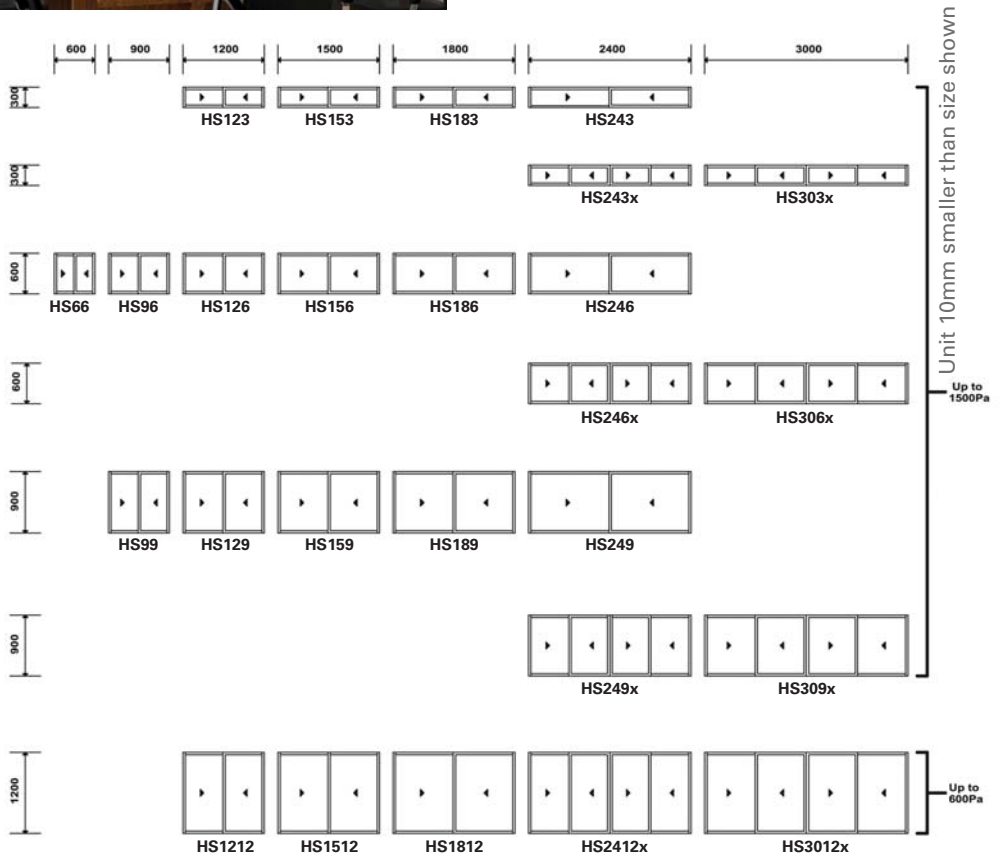 600 900 1200 1500 1800 2400 3000
300
HS123 HS153 HS183 HS243
300
HS243x HS303x
600
HS66 HS96 HS126 HS156 HS186 HS246
600
HS246x HS306x
900
HS99 HS129 HS159 HS189 HS249
900
HS249x HS309x
1200
HS1212 HS1512 HS1812 HS2412x HS3012x
Unit 10mm smaller than size shown
Up to
1500Pa
Up to
600Pa